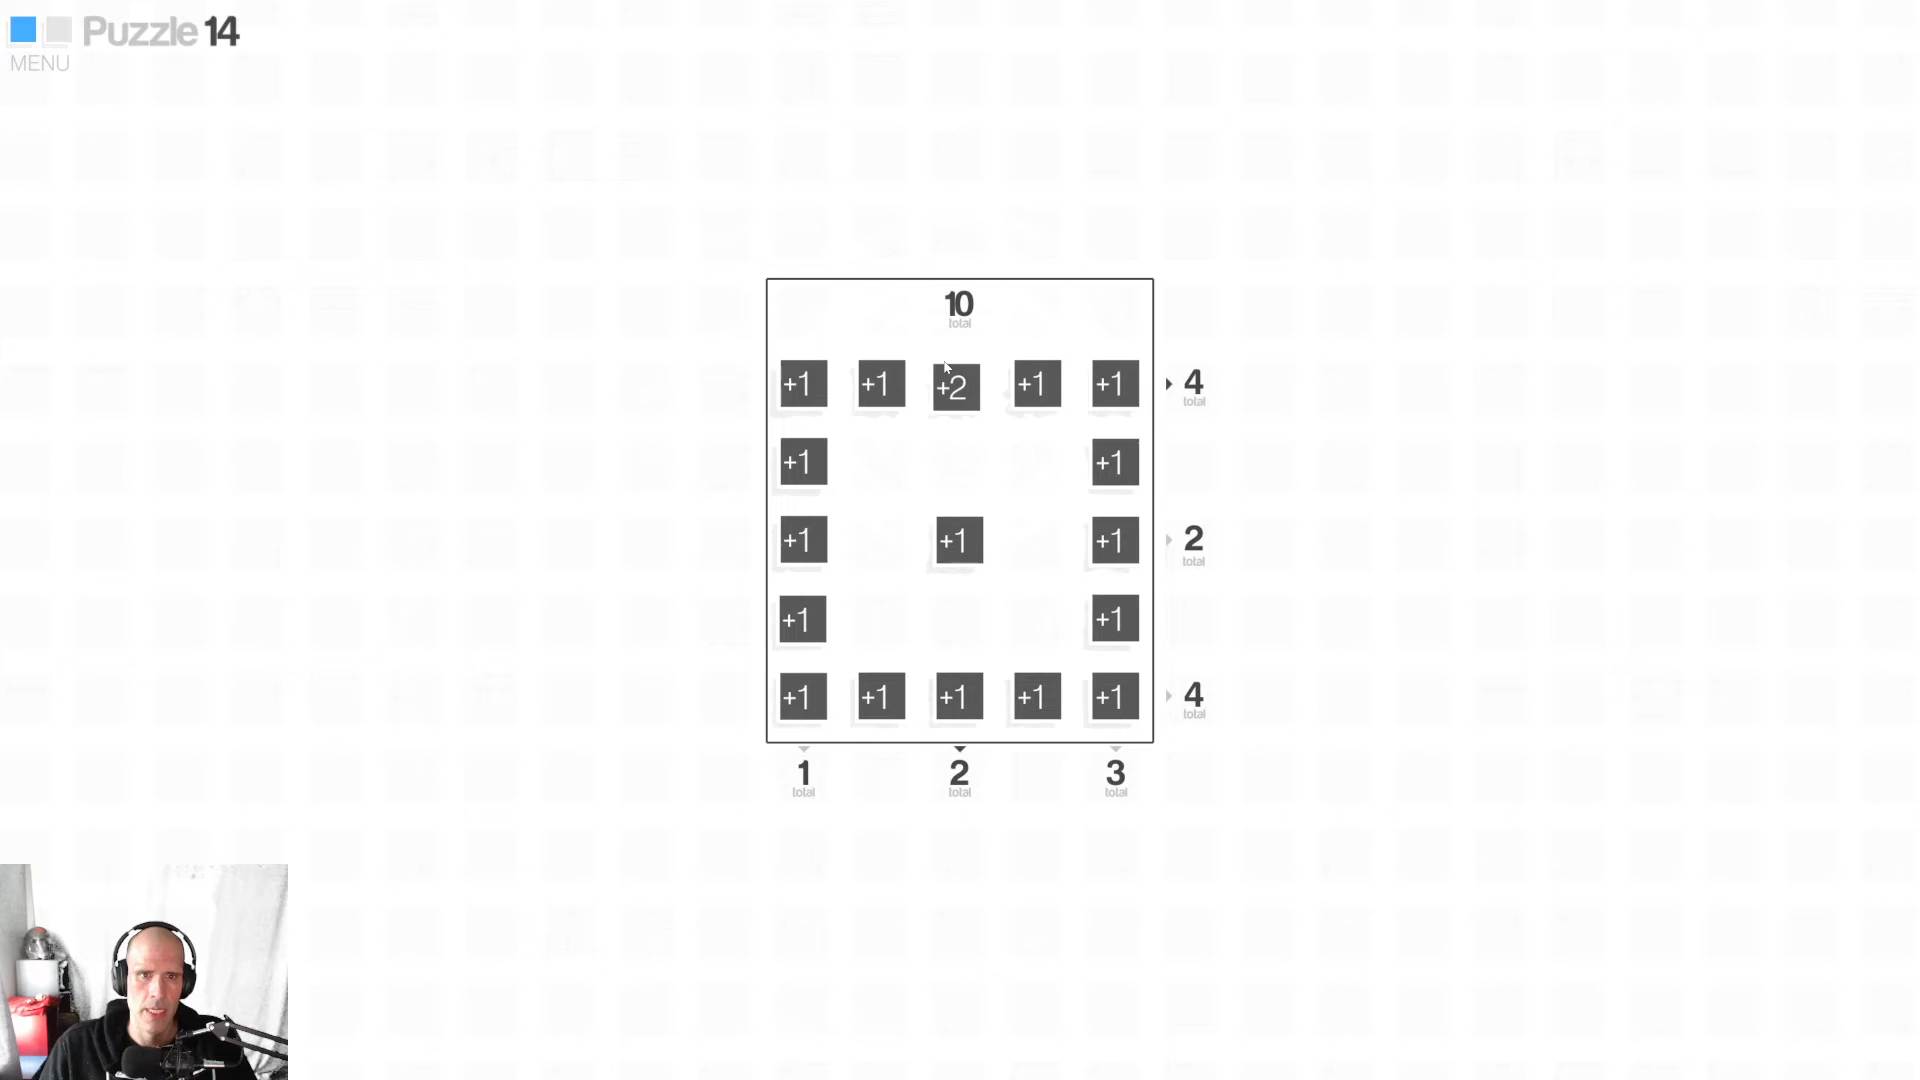 Puzzle 14
MENU
10
total
+1 +1 +2 +1 +1 4
total
+1 +1
+1 +1 +1 2
total
+1 +1
+1 +1 +1 +1 +1 4
total
1 2 3
total total total